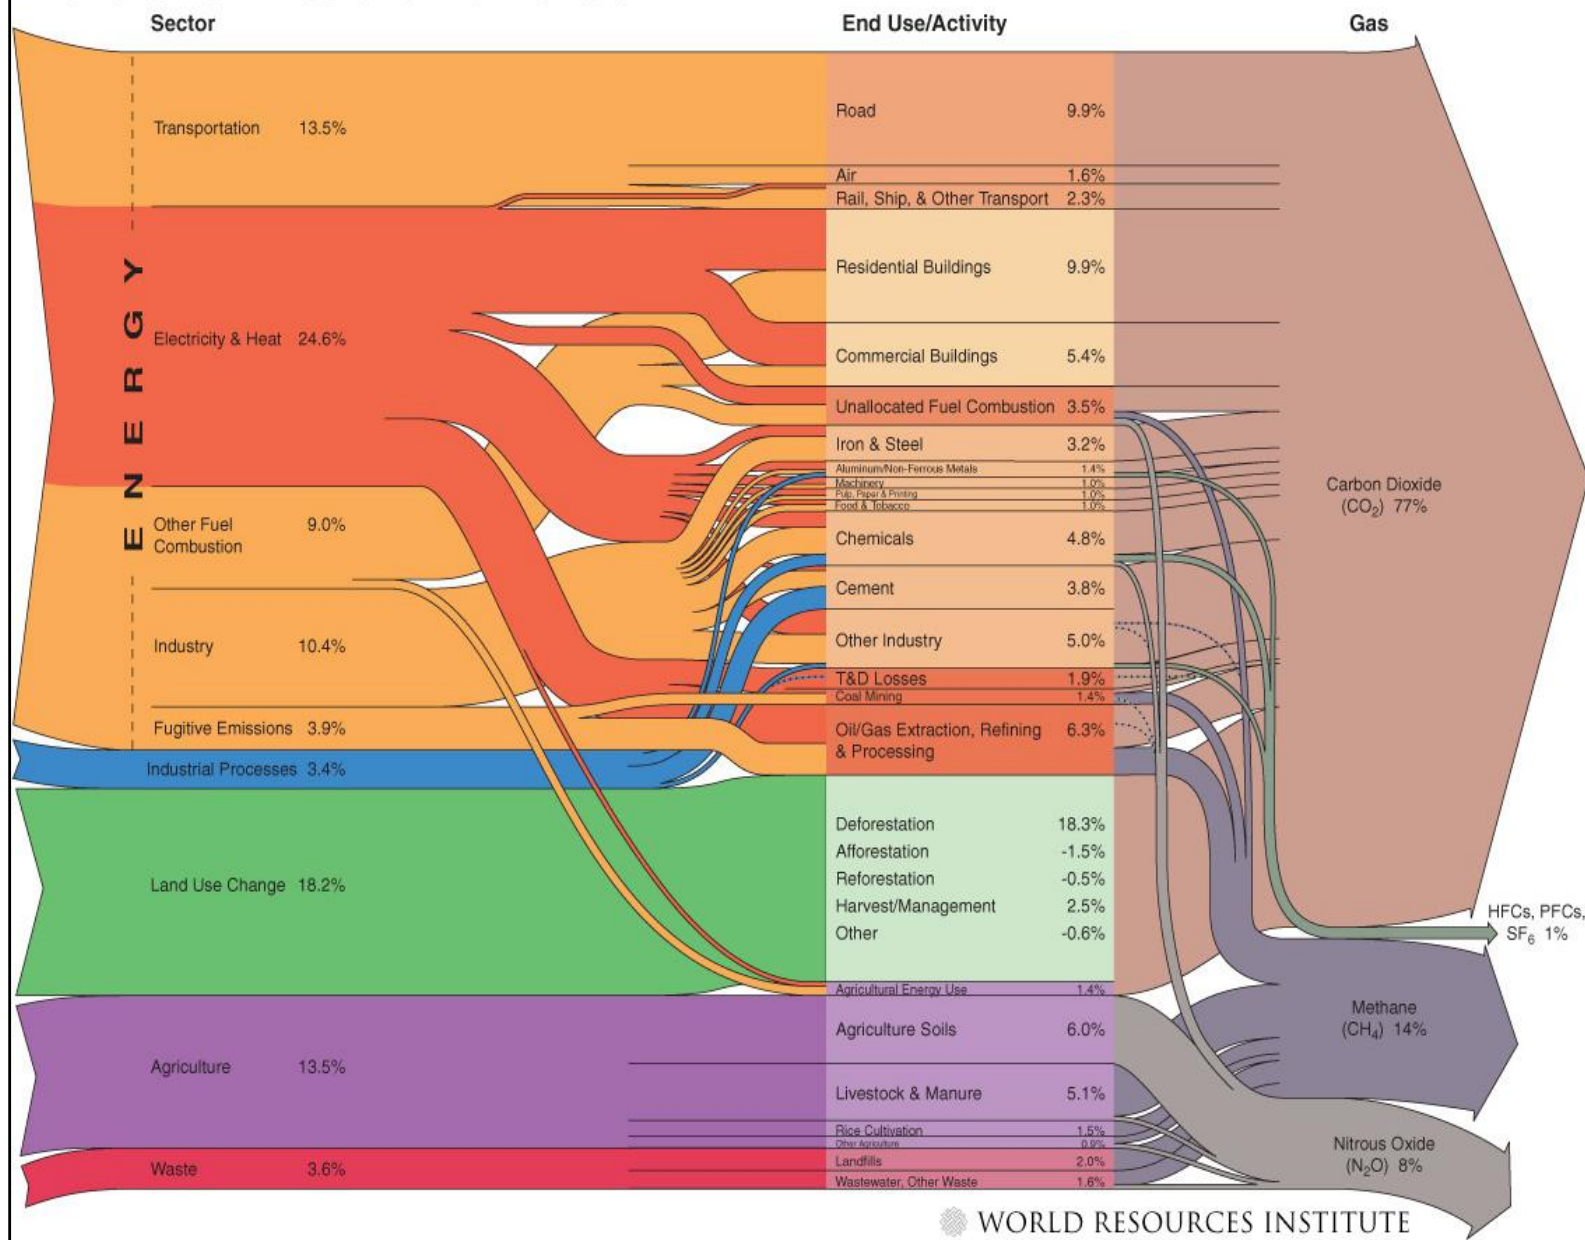 Sector
End Use/Activity
Gas
ENERGY
Transportation 13.5%
Electricity & Heat 24.6%
Other Fuel 9.0%
Combustion
Industry 10.4%
Fugitive Emissions 3.9%
Industrial Processes 3.4%
Land Use Change 18.2%
Agriculture 13.5%
Waste 3.6%
Road 9.9%
Air 1.6%
Rail, Ship, & Other Transport 2.3%
Residential Buildings 9.9%
Commercial Buildings 5.4%
Unallocated Fuel Combustion 3.5%
Iron & Steel 3.2%
Aluminum/Non-Ferrous Metals 1.4%
Machinery 1.0%
Pulp, Paper & Printing 1.0%
Food & Tobacco 1.0%
Chemicals 4.8%
Cement 3.8%
Other Industry 5.0%
T&D Losses 1.9%
Coal Mining 1.4%
Oil/Gas Extraction, Refining 6.3%
& Processing
Deforestation 18.3%
Afforestation -1.5%
Reforestation -0.5%
Harvest/Management 2.5%
Other -0.6%
Agricultural Energy Use 1.4%
Agriculture Soils 6.0%
Livestock & Manure 5.1%
Rice Cultivation 1.5%
Other Agriculture 0.9%
Landfills 2.0%
Wastewater, Other Waste 1.6%
Carbon Dioxide
(CO₂) 77%
HFCs, PFCs,
SF₆ 1%
Methane
(CH₄) 14%
Nitrous Oxide
(N₂O) 8%
WORLD RESOURCES INSTITUTE